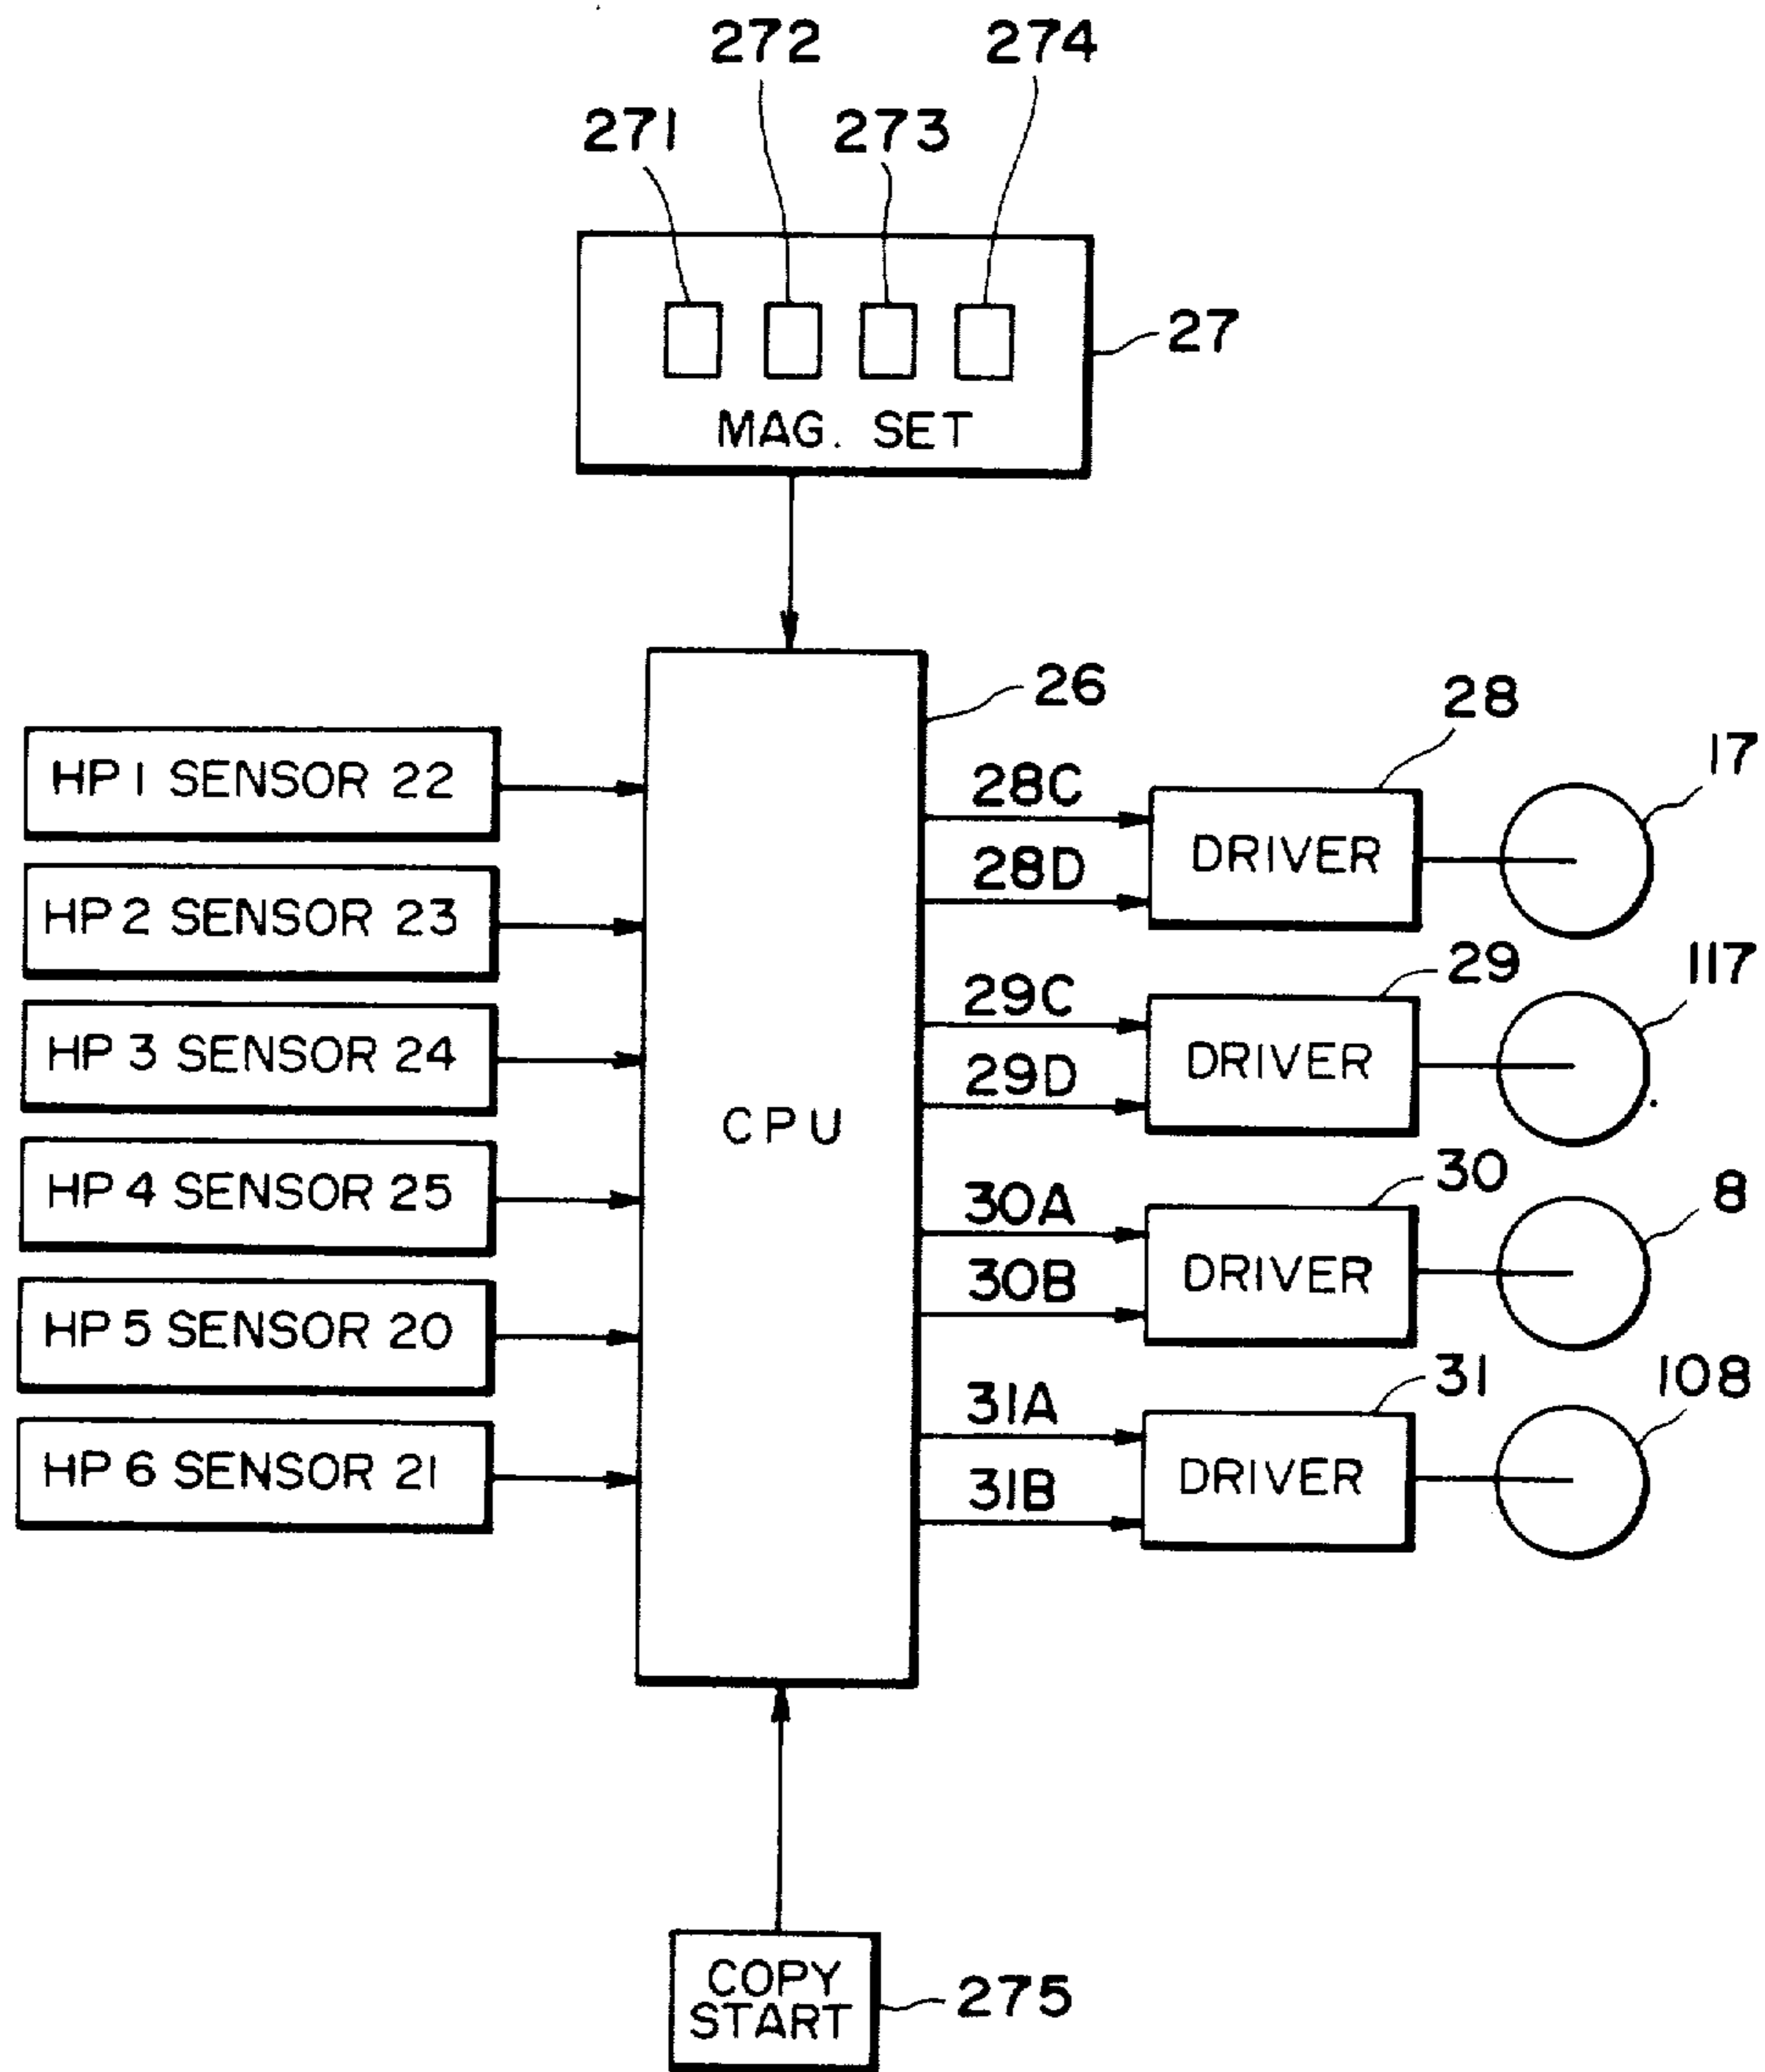 272 274
271 273
27
MAG. SET
26
28
17
HP1 SENSOR 22
28C
DRIVER
28D
HP2 SENSOR 23
29
117
29C
HP3 SENSOR 24
DRIVER
29D
CPU
30
8
HP4 SENSOR 25
30A
DRIVER
30B
HP5 SENSOR 20
31
108
31A
HP6 SENSOR 21
DRIVER
31B
COPY
START
275